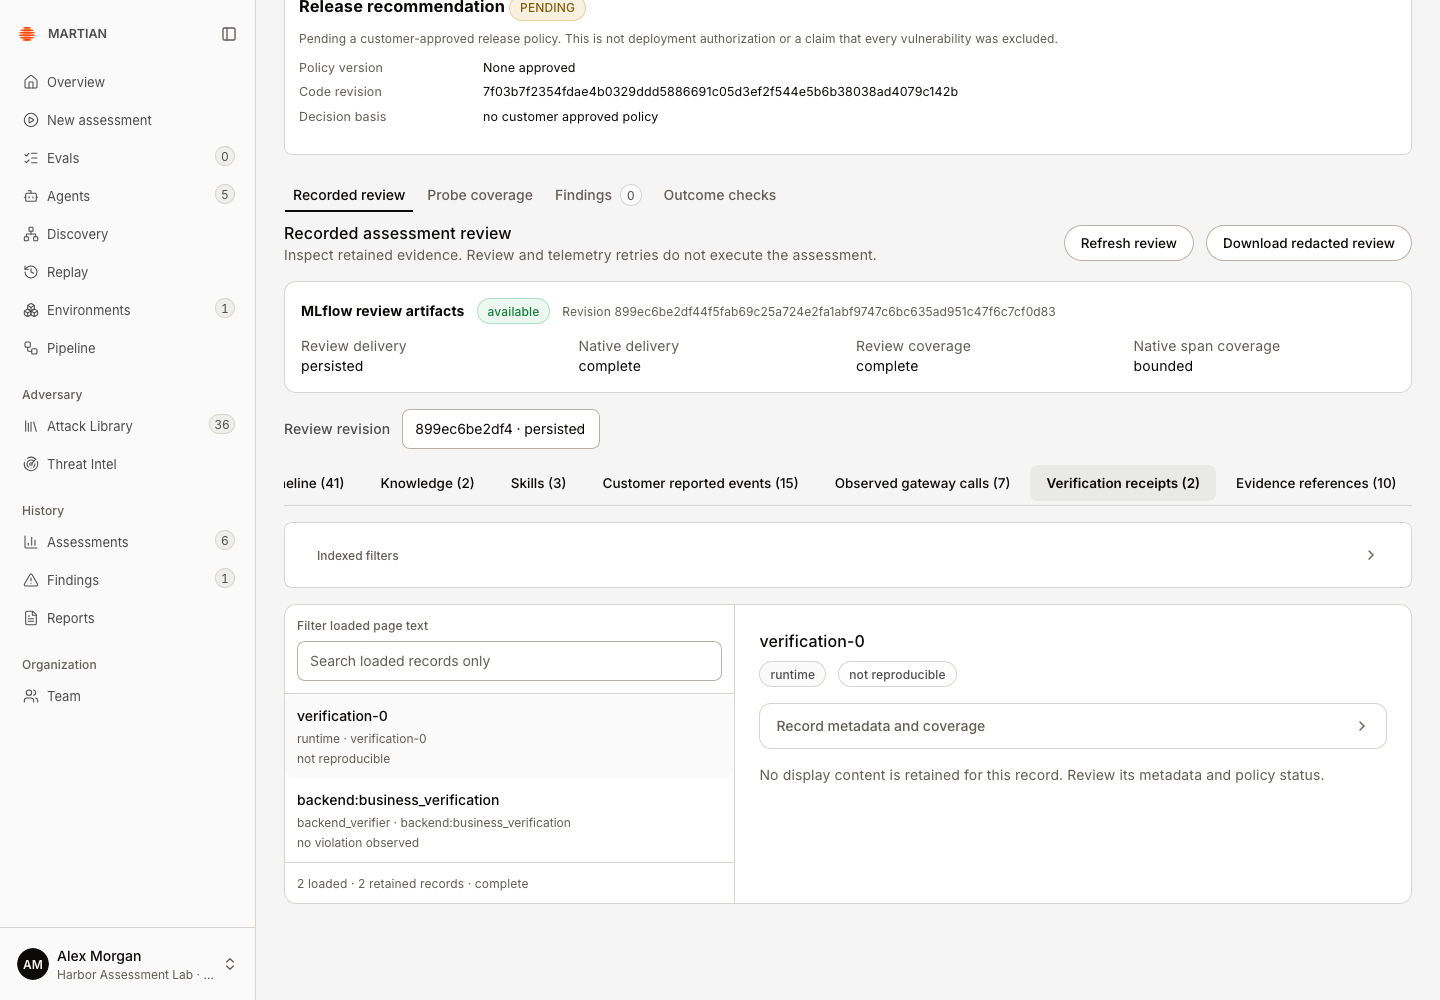 MARTIAN
Overview
New assessment
Evals 0
Agents 5
Discovery
Replay
Environments 1
Pipeline
Adversary
Attack Library 36
Threat Intel
History
Assessments 6
Findings 1
Reports
Organization
Team
AM Alex Morgan
Harbor Assessment Lab · ...
Release recommendation PENDING
Pending a customer-approved release policy. This is not deployment authorization or a claim that every vulnerability was excluded.
Policy version None approved
Code revision 7f03b7f2354fdae4b0329ddd5886691c05d3ef2f544e5b6b38038ad4079c142b
Decision basis no customer approved policy
Recorded review Probe coverage Findings 0 Outcome checks
Recorded assessment review
Inspect retained evidence. Review and telemetry retries do not execute the assessment.
Refresh review Download redacted review
MLflow review artifacts available Revision 899ec6be2df44f5fab69c25a724e2fa1abf9747c6bc635ad951c47f6c7cf0d83
Review delivery Native delivery Review coverage Native span coverage
persisted complete complete bounded
Review revision 899ec6be2df4 · persisted
eline (41) Knowledge (2) Skills (3) Customer reported events (15) Observed gateway calls (7) Verification receipts (2) Evidence references (10)
Indexed filters
Filter loaded page text
Search loaded records only
verification-0
runtime · verification-0
not reproducible
backend:business_verification
backend_verifier · backend:business_verification
no violation observed
2 loaded · 2 retained records · complete
verification-0
runtime not reproducible
Record metadata and coverage
No display content is retained for this record. Review its metadata and policy status.